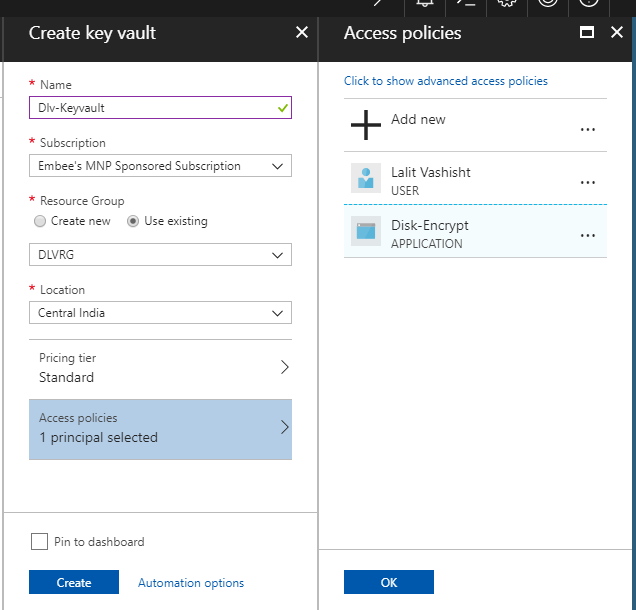 Create key vault
* Name
Dlv-Keyvault
* Subscription
Embee's MNP Sponsored Subscription
* Resource Group
Create new
Use existing
DLVRG
* Location
Central India
Pricing tier
Standard
Access policies
1 principal selected
Pin to dashboard
Create
Automation options
Access policies
Click to show advanced access policies
Add new
...
Lalit Vashisht
USER
...
Disk-Encrypt
APPLICATION
...
OK